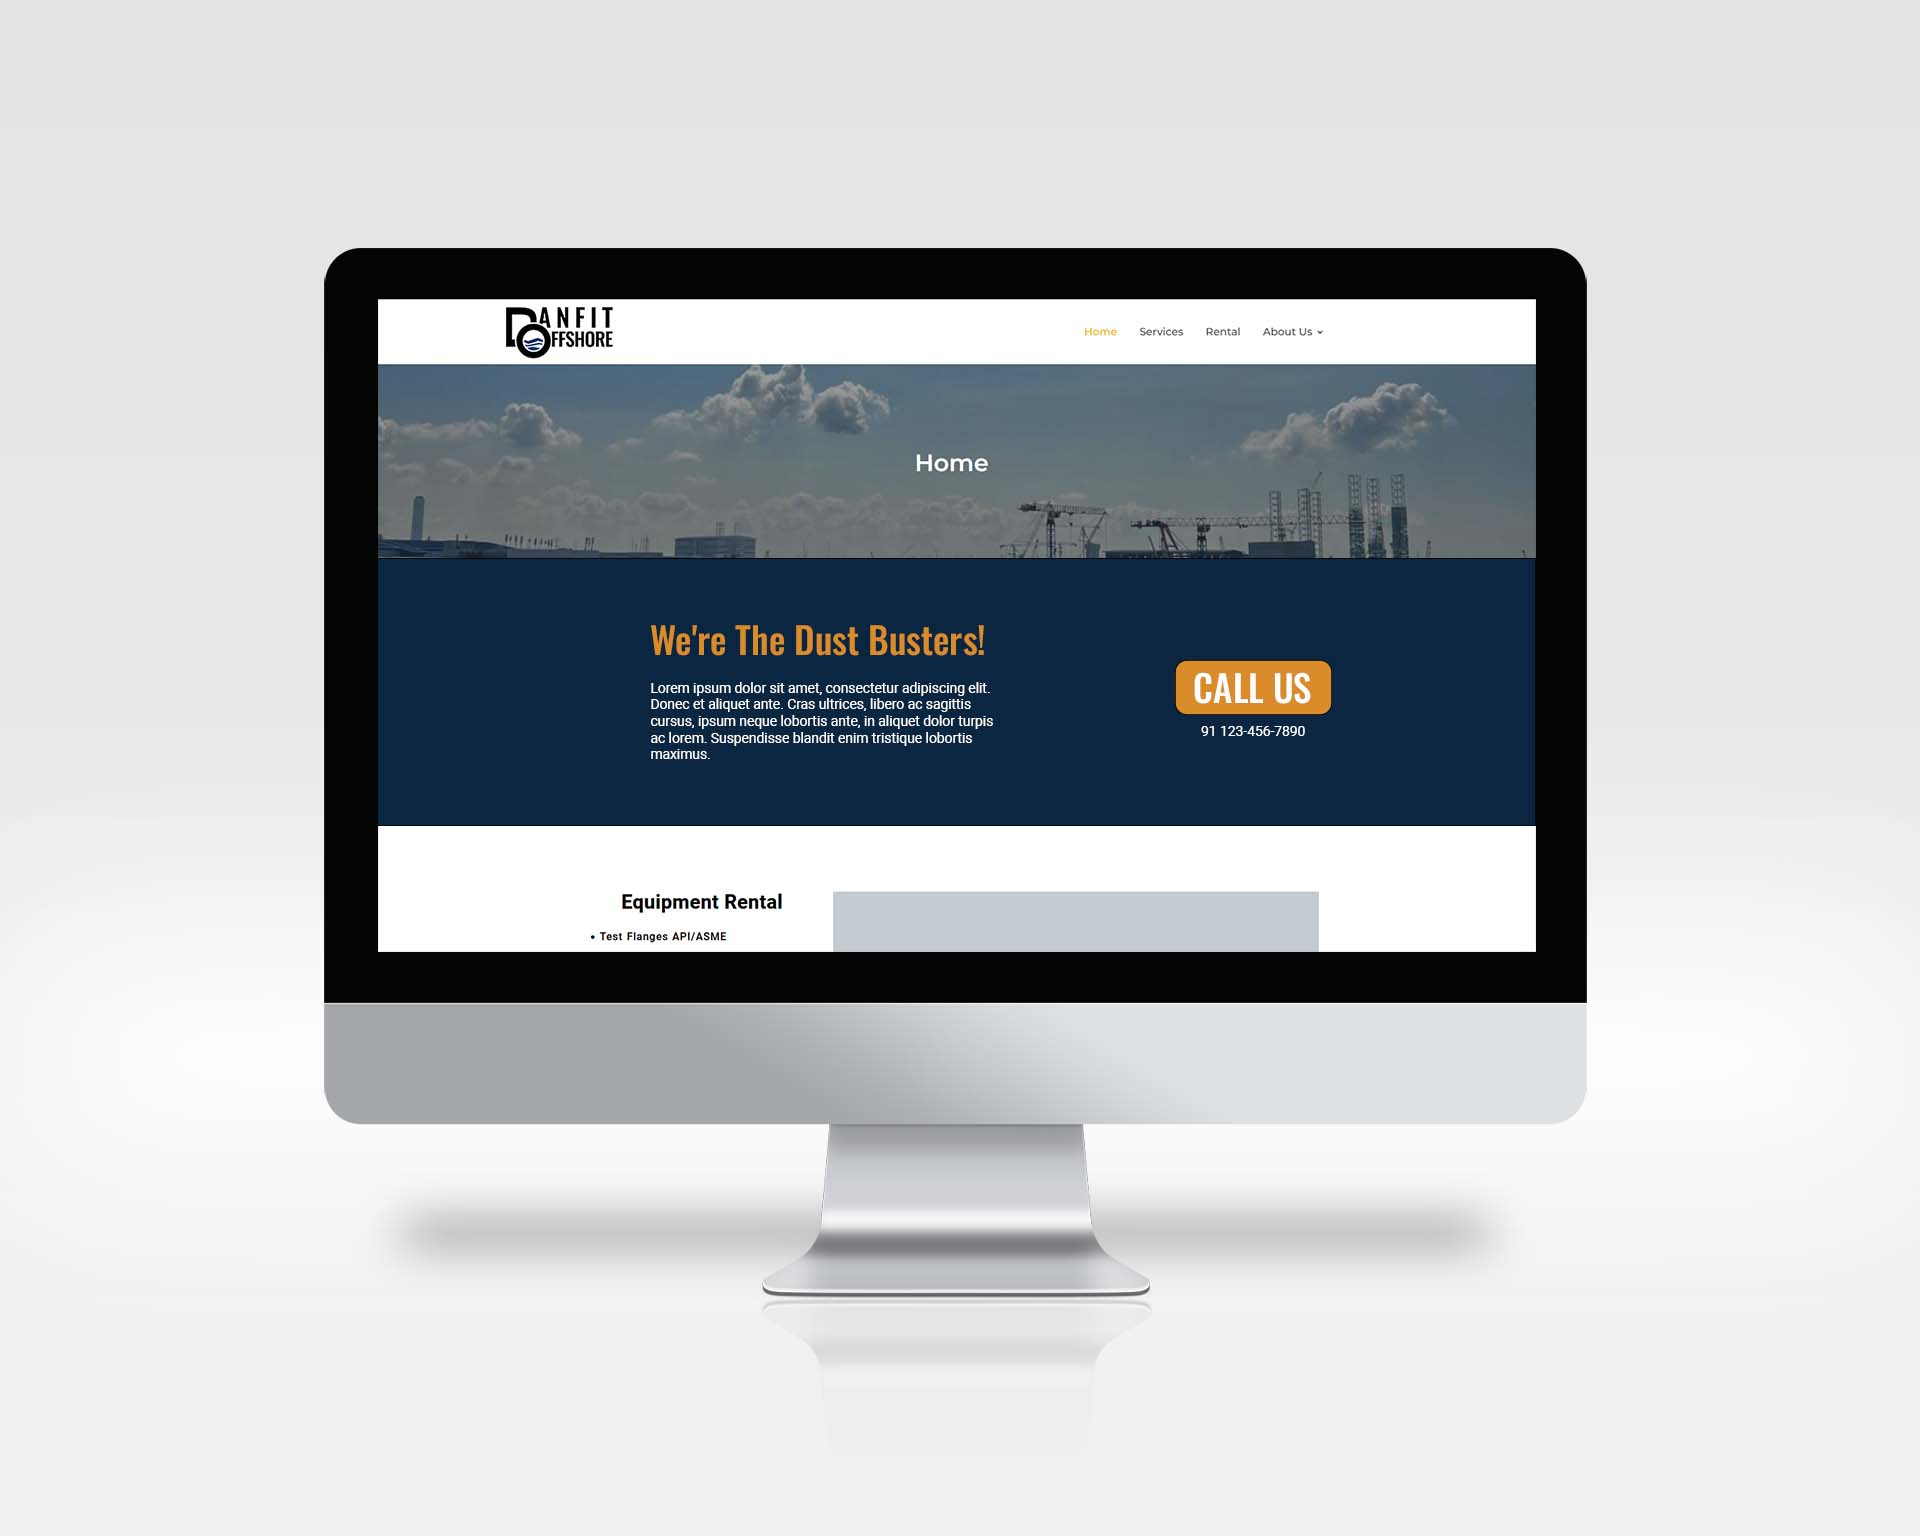 DANFIT
OFFSHORE
Home Services Rental About Us
Home
We're The Dust Busters!
Lorem ipsum dolor sit amet, consectetur adipiscing elit.
Donec et aliquet ante. Cras ultrices, libero ac sagittis
cursus, ipsum neque lobortis ante, in aliquet dolor turpis
ac lorem. Suspendisse blandit enim tristique lobortis
maximus.
CALL US
91 123-456-7890
Equipment Rental
• Test Flanges API/ASME